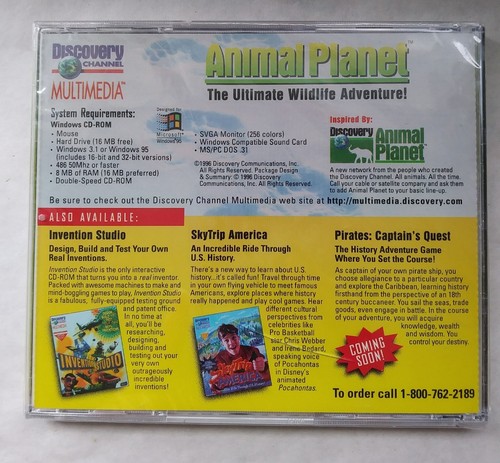 Discovery
CHANNEL
MULTIMEDIA™
Animal Planet™
The Ultimate Wildlife Adventure!
System Requirements:
Windows CD-ROM
• Mouse
• Hard Drive (16 MB free)
• Windows 3.1 or Windows 95
(includes 16-bit and 32-bit versions)
• 486 50Mhz or faster
• 8 MB of RAM (16 MB preferred)
• Double-Speed CD-ROM
Designed for
Microsoft®
Windows®95
• SVGA Monitor (256 colors)
• Windows Compatible Sound Card
• MS/PC DOS 3.1
©1996 Discovery Communications, Inc.
All Rights Reserved. Package Design
& Summary: © 1996 Discovery
Communications, Inc. All Rights Reserved.
Inspired By:
Discovery
Animal
Planet™
A new network from the people who created
the Discovery Channel. All animals. All the time.
Call your cable or satellite company and ask them
to add Animal Planet to your basic line-up.
Be sure to check out the Discovery Channel Multimedia web site at http://multimedia.discovery.com
• ALSO AVAILABLE:
Invention Studio
Design, Build and Test Your Own
Real Inventions.
Invention Studio is the only interactive
CD-ROM that turns you into a real inventor.
Packed with awesome machines to make and
mind-boggling games to play, Invention Studio
is a fabulous, fully-equipped testing ground
and patent office.
In no time at
all, you'll be
researching,
designing,
building and
testing out your
very own
outrageously
incredible
inventions!
INVENTION STUDIO
SkyTrip America
An Incredible Ride Through
U.S. History.
There's a new way to learn about U.S.
history...it's called fun! Travel through time
in your own flying vehicle to meet famous
Americans, explore places where history
really happened and play cool games. Hear
different cultural
perspectives from
celebrities like
Pro Basketball
star Chris Webber
and Irene Bedard,
speaking voice
of Pocahontas
in Disney's
animated
Pocahontas.
Pirates: Captain's Quest
The History Adventure Game
Where You Set the Course!
As captain of your own pirate ship, you
choose allegiance to a particular country
and explore the Caribbean, learning history
firsthand from the perspective of an 18th
century buccaneer. You sail the seas, trade
goods, even engage in battle. In the course
of your adventure, you will acquire
knowledge, wealth
and wisdom. You
control your destiny.
COMING
SOON!
To order call 1-800-762-2189